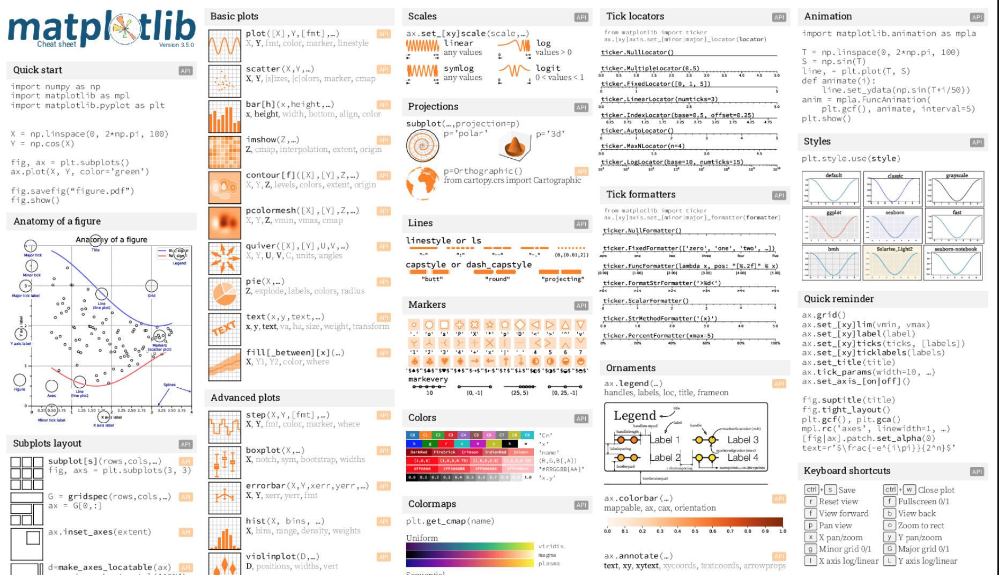 matplotlib
Cheat sheet
Version 3.5.0
Quick start
API
import numpy as np
import matplotlib as mpl
import matplotlib.pyplot as plt
X = np.linspace(0, 2*np.pi, 100)
Y = np.cos(X)
fig, ax = plt.subplots()
ax.plot(X, Y, color='green')
fig.savefig("figure.pdf")
fig.show()
Anatomy of a figure
Anatomy of a figure
Title
Blue signal
Red signal
Legend
Major tick
Minor tick
Major tick label
Grid
Line
(line plot)
Y axis label
Y axis label
Markers
(scatter plot)
Figure
Axes
Line
(line plot)
Spines
3
2
1
0
0 0.25 0.50 0.75 1 1.25 1.50 1.75 2 2.25 2.50 2.75 3 3.25 3.50 3.75 4
Minor tick label
X axis label
X axis label
Subplots layout
API
subplot[s](rows,cols,…)
API
fig, axs = plt.subplots(3, 3)
G = gridspec(rows,cols,…)
API
ax = G[0,:]
ax.inset_axes(extent)
API
d=make_axes_locatable(ax)
API
Basic plots
plot([X],Y,[fmt],…)
API
X, Y, fmt, color, marker, linestyle
scatter(X,Y,…)
API
X, Y, [s]izes, [c]olors, marker, cmap
bar[h](x,height,…)
API
x, height, width, bottom, align, color
imshow(Z,…)
API
Z, cmap, interpolation, extent, origin
contour[f]([X],[Y],Z,…)
API
X, Y, Z, levels, colors, extent, origin
pcolormesh([X],[Y],Z,…)
API
X, Y, Z, vmin, vmax, cmap
quiver([X],[Y],U,V,…)
API
X, Y, U, V, C, units, angles
pie(X,…)
API
Z, explode, labels, colors, radius
TEXT
text(x,y,text,…)
API
x, y, text, va, ha, size, weight, transform
fill[_between][x](…)
API
X, Y1, Y2, color, where
Advanced plots
step(X,Y,[fmt],…)
API
X, Y, fmt, color, marker, where
boxplot(X,…)
API
X, notch, sym, bootstrap, widths
errorbar(X,Y,xerr,yerr,…)
API
X, Y, xerr, yerr, fmt
hist(X, bins, …)
API
X, bins, range, density, weights
violinplot(D,…)
API
D, positions, widths, vert
Scales
API
ax.set_[xy]scale(scale,…)
linear
any values
log
values > 0
symlog
any values
logit
0 < values < 1
Projections
API
subplot(…,projection=p)
p='polar'
p='3d'
p=Orthographic()
API
from cartopy.crs import Cartographic
Lines
API
linestyle or ls
"-"
":"
"--"
"-."
(0,(0.01,2))
capstyle or dash_capstyle
"butt"
"round"
"projecting"
Markers
API
'.' 'o' 's' 'P' 'X' '*' 'p' 'D' '<' '>' '^' 'v'
'1' '2' '3' '4' '+' 'x' '|' '_' 4 5 6 7
'$♠$' '$♣$' '$♥$' '$♦$' '$→$' '$←$' '$↑$' '$↓$' '$◐$' '$◑$' '$◒$' '$◓$'
markevery
10
[0, -1]
(25, 5)
[0, 25, -1]
Colors
API
C0 C1 C2 C3 C4 C5 C6 C7 C8 C9 'Cn'
b g r c m y k w 'x'
DarkRed Firebrick Crimson IndianRed Salmon 'name'
(1,0,0) (1,0,0,0.75) (1,0,0,0.5) (1,0,0,0.25) (R,G,B[,A])
#FF0000 #FF0000BB #FF000088 #FF000044 '#RRGGBB[AA]'
0.0 0.1 0.2 0.3 0.4 0.5 0.6 0.7 0.8 0.9 1.0 'x.y'
Colormaps
API
plt.get_cmap(name)
Uniform
viridis
magma
plasma
Sequential
Tick locators
API
from matplotlib import ticker
ax.[xy]axis.set_[minor|major]_locator(locator)
ticker.NullLocator()
ticker.MultipleLocator(0.5)
0.0 0.5 1.0 1.5 2.0 2.5 3.0 3.5 4.0 4.5 5.0
ticker.FixedLocator([0, 1, 5])
0 1 5
ticker.LinearLocator(numticks=3)
0.0 2.5 5.0
ticker.IndexLocator(base=0.5, offset=0.25)
0.25 0.75 1.25 1.75 2.25 2.75 3.25 3.75 4.25 4.75
ticker.AutoLocator()
0 1 2 3 4 5
ticker.MaxNLocator(n=4)
0.0 1.5 3.0 4.5
ticker.LogLocator(base=10, numticks=15)
10³ 10⁴ 10⁵ 10⁶ 10⁷ 10⁸ 10⁹ 10¹⁰
Tick formatters
API
from matplotlib import ticker
ax.[xy]axis.set_[minor|major]_formatter(formatter)
ticker.NullFormatter()
ticker.FixedFormatter(['zero', 'one', 'two', …])
zero one two three four five
ticker.FuncFormatter(lambda x, pos: "[%.2f]" % x)
[0.00] [1.00] [2.00] [3.00] [4.00] [5.00]
ticker.FormatStrFormatter('>%d<')
>0< >1< >2< >3< >4< >5<
ticker.ScalarFormatter()
0 1 2 3 4 5
ticker.StrMethodFormatter('{x}')
0.0 1.0 2.0 3.0 4.0 5.0
ticker.PercentFormatter(xmax=5)
0% 20% 40% 60% 80% 100%
Ornaments
ax.legend(…)
API
handles, labels, loc, title, frameon
Legend
title
handletextpad
label
handle
handlelength
markerfacecolor (mfc)
Label 1
Label 3
labelspacing
markeredgecolor (mec)
Label 2
Label 4
borderpad
columnspacing
numpoints or scatterpoints
borderaxespad
ax.colorbar(…)
API
mappable, ax, cax, orientation
0.0 0.1 0.2 0.3 0.4 0.5 0.6 0.7 0.8 0.9 1.0
ax.annotate(…)
API
text, xy, xytext, xycoords, textcoords, arrowprops
Animation
API
import matplotlib.animation as mpla
T = np.linspace(0, 2*np.pi, 100)
S = np.sin(T)
line, = plt.plot(T, S)
def animate(i):
line.set_ydata(np.sin(T+i/50))
anim = mpla.FuncAnimation(
plt.gcf(), animate, interval=5)
plt.show()
Styles
API
plt.style.use(style)
default
classic
grayscale
ggplot
seaborn
fast
bmh
Solarize_Light2
seaborn-notebook
Quick reminder
ax.grid()
ax.set_[xy]lim(vmin, vmax)
ax.set_[xy]label(label)
ax.set_[xy]ticks(ticks, [labels])
ax.set_[xy]ticklabels(labels)
ax.set_title(title)
ax.tick_params(width=10, …)
ax.set_axis_[on|off]()
fig.suptitle(title)
fig.tight_layout()
plt.gcf(), plt.gca()
mpl.rc('axes', linewidth=1, …)
[fig|ax].patch.set_alpha(0)
text=r'$\frac{-e^{i\pi}}{2^n}$'
Keyboard shortcuts
API
ctrl + s Save
ctrl + w Close plot
r Reset view
f Fullscreen 0/1
f View forward
b View back
p Pan view
o Zoom to rect
x X pan/zoom
y Y pan/zoom
g Minor grid 0/1
G Major grid 0/1
l X axis log/linear
L Y axis log/linear